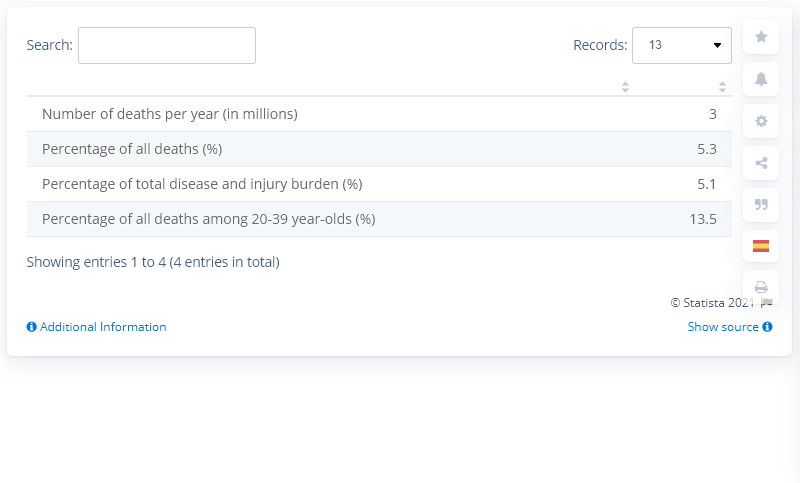 Search:
Records: 13
Number of deaths per year (in millions) 3
Percentage of all deaths (%) 5.3
Percentage of total disease and injury burden (%) 5.1
Percentage of all deaths among 20-39 year-olds (%) 13.5
Showing entries 1 to 4 (4 entries in total)
© Statista 2021
Additional Information
Show source